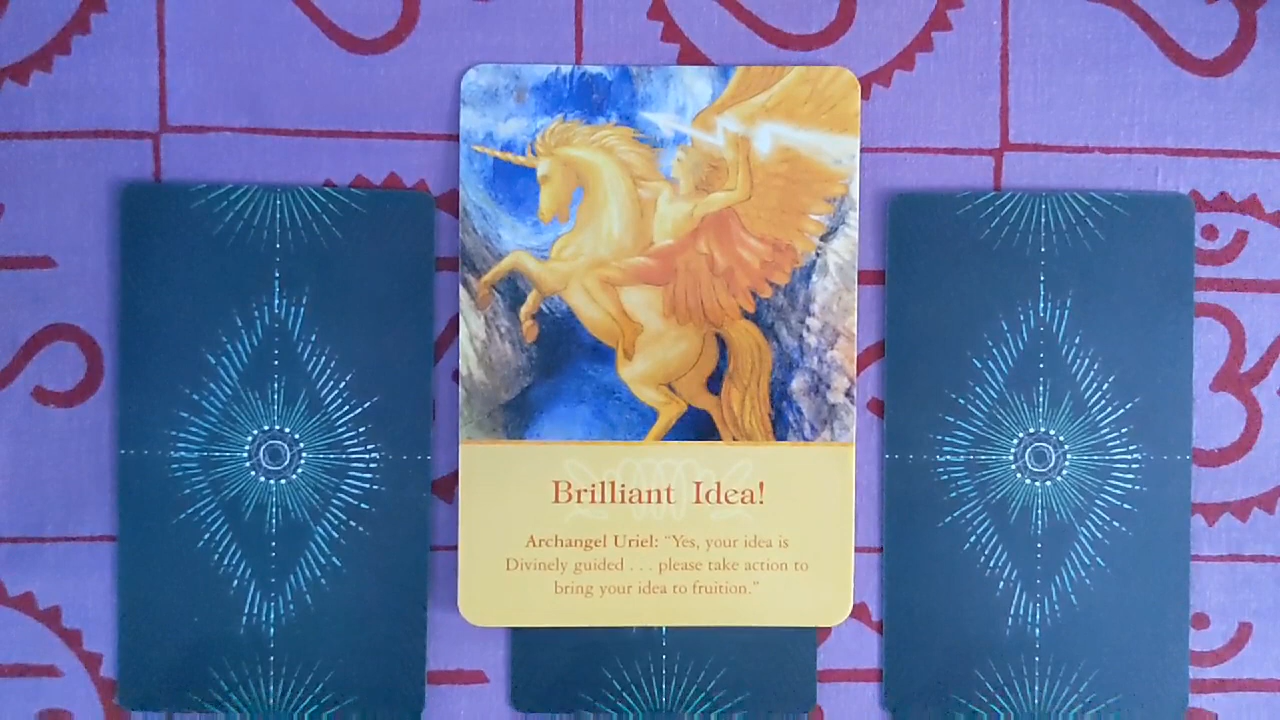 Brilliant Idea!
Archangel Uriel: “Yes, your idea is
Divinely guided . . . please take action to
bring your idea to fruition.”